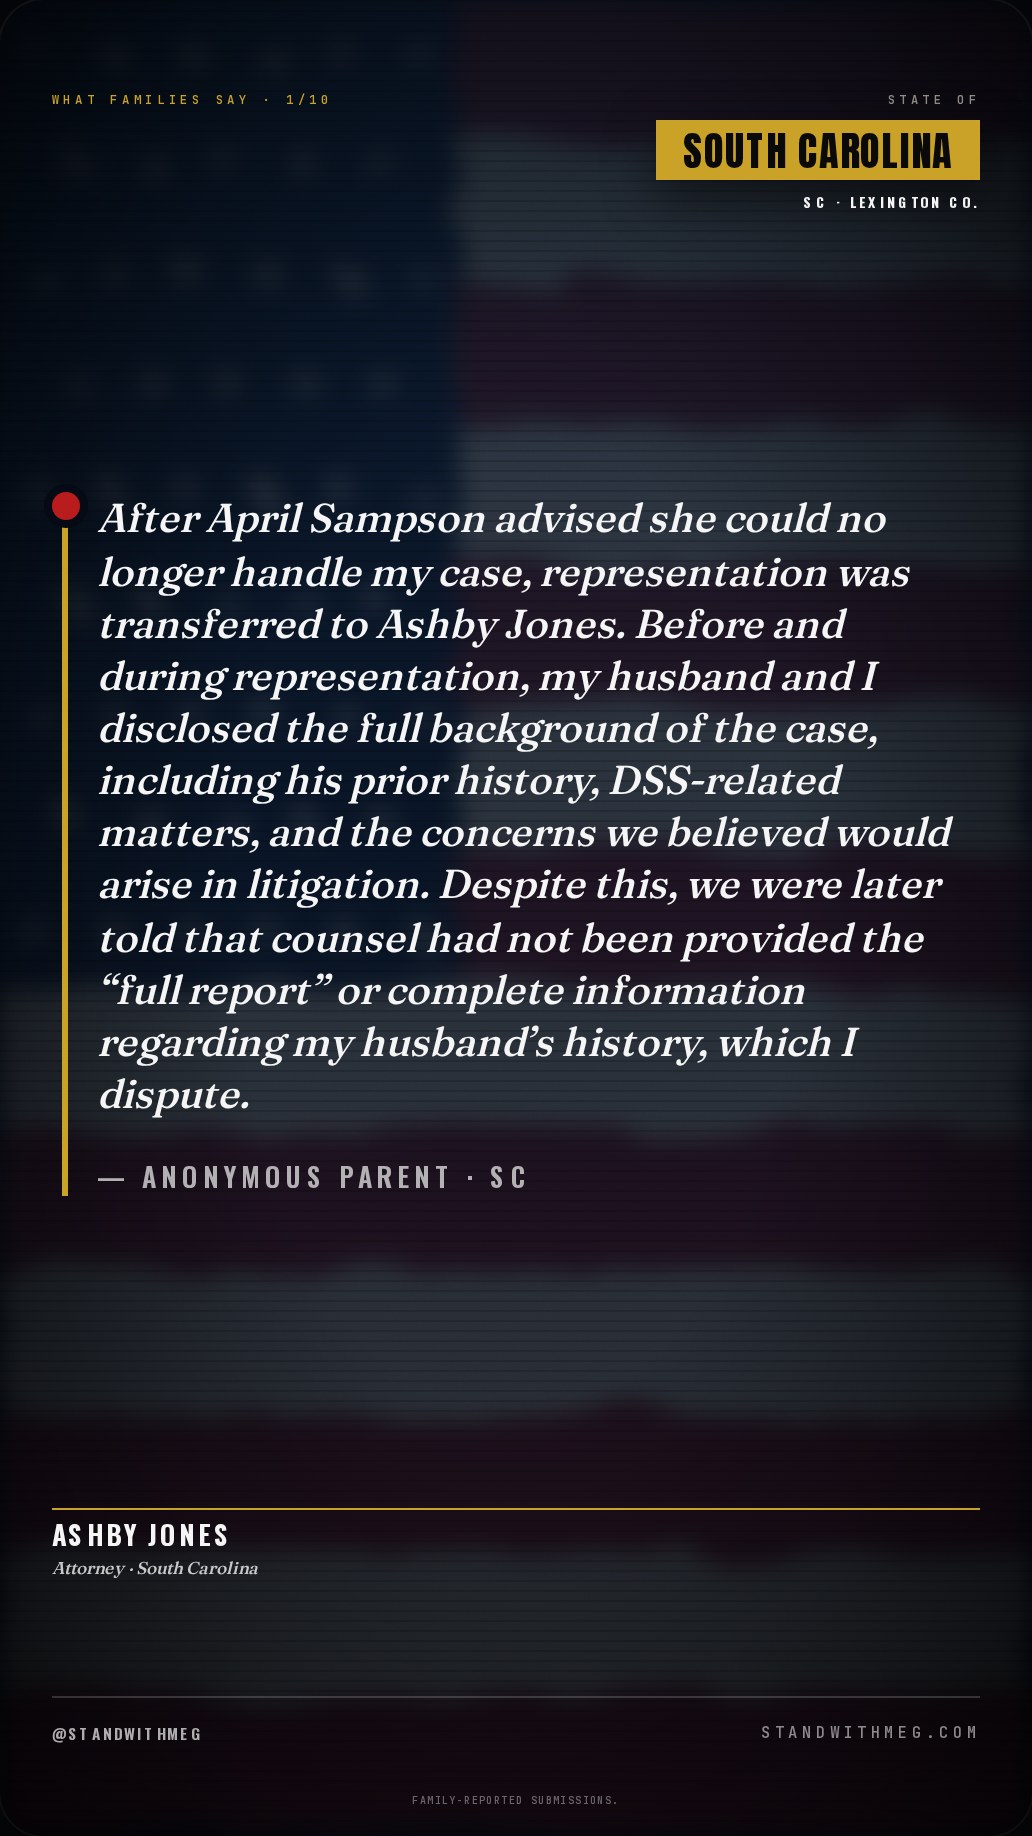 WHAT FAMILIES SAY · 1/10
STATE OF
SOUTH CAROLINA
SC · LEXINGTON CO.
After April Sampson advised she could no
longer handle my case, representation was
transferred to Ashby Jones. Before and
during representation, my husband and I
disclosed the full background of the case,
including his prior history, DSS-related
matters, and the concerns we believed would
arise in litigation. Despite this, we were later
told that counsel had not been provided the
“full report” or complete information
regarding my husband’s history, which I
dispute.
— ANONYMOUS PARENT · SC
ASHBY JONES
Attorney · South Carolina
@STANDWITHMEG
STANDWITHMEG.COM
FAMILY-REPORTED SUBMISSIONS.